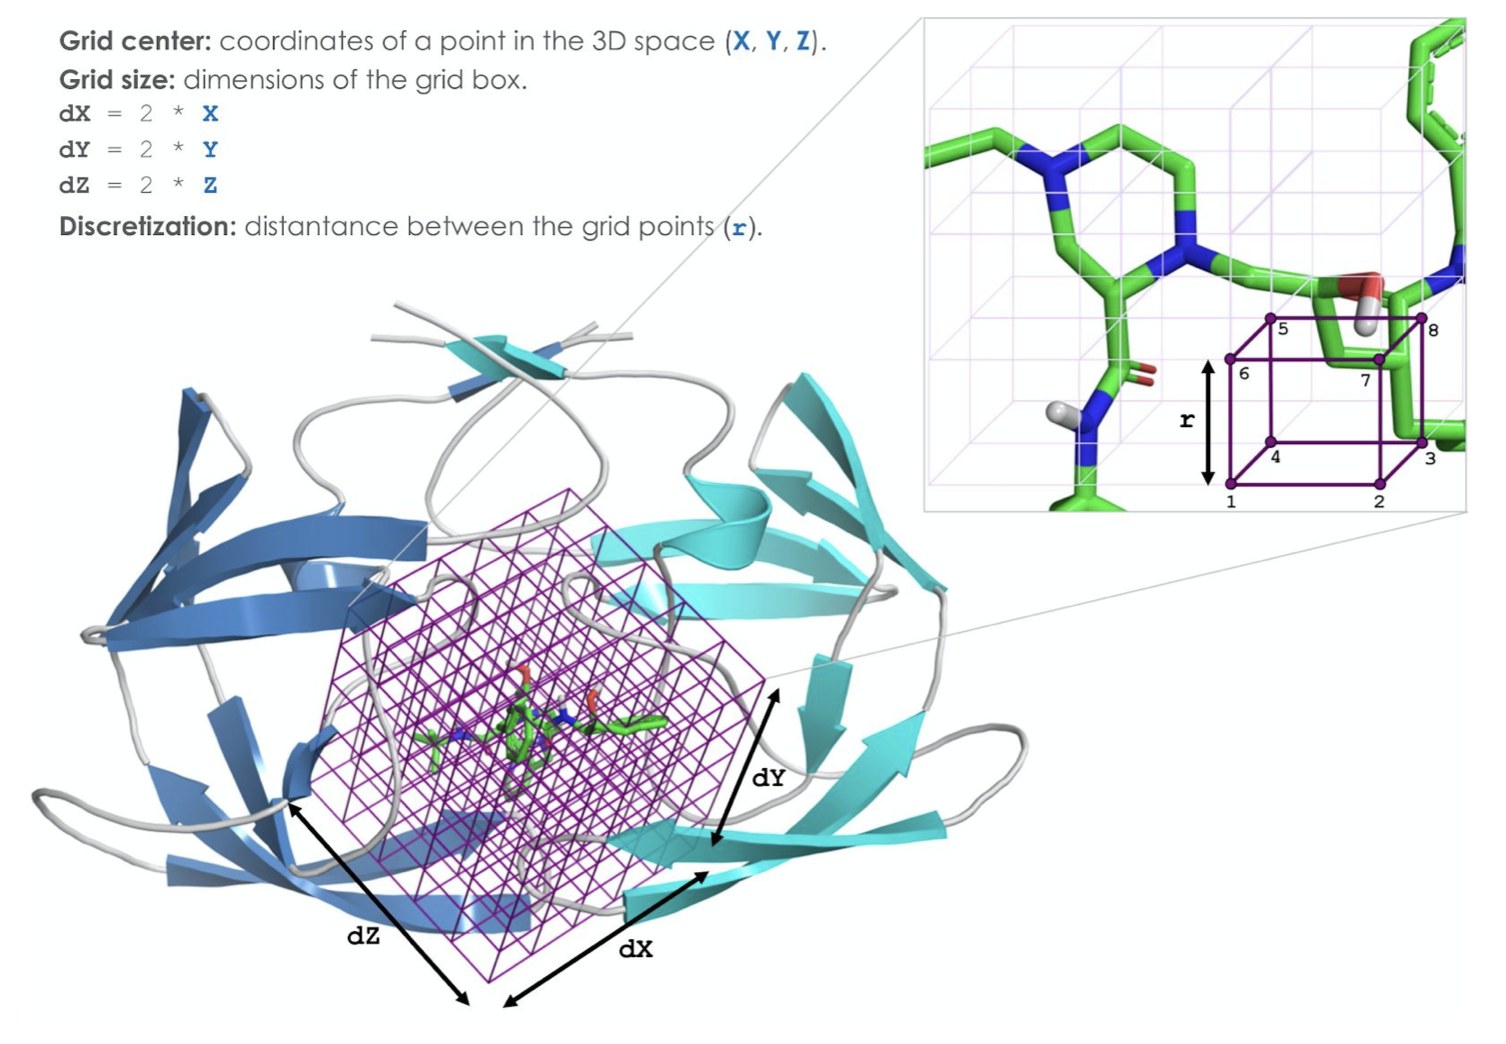 Grid center: coordinates of a point in the 3D space (X, Y, Z).
Grid size: dimensions of the grid box.
dX = 2 * X
dY = 2 * Y
dZ = 2 * Z
Discretization: distantance between the grid points (r).
5
8
6
7
r
4
3
1
2
dY
dZ
dX